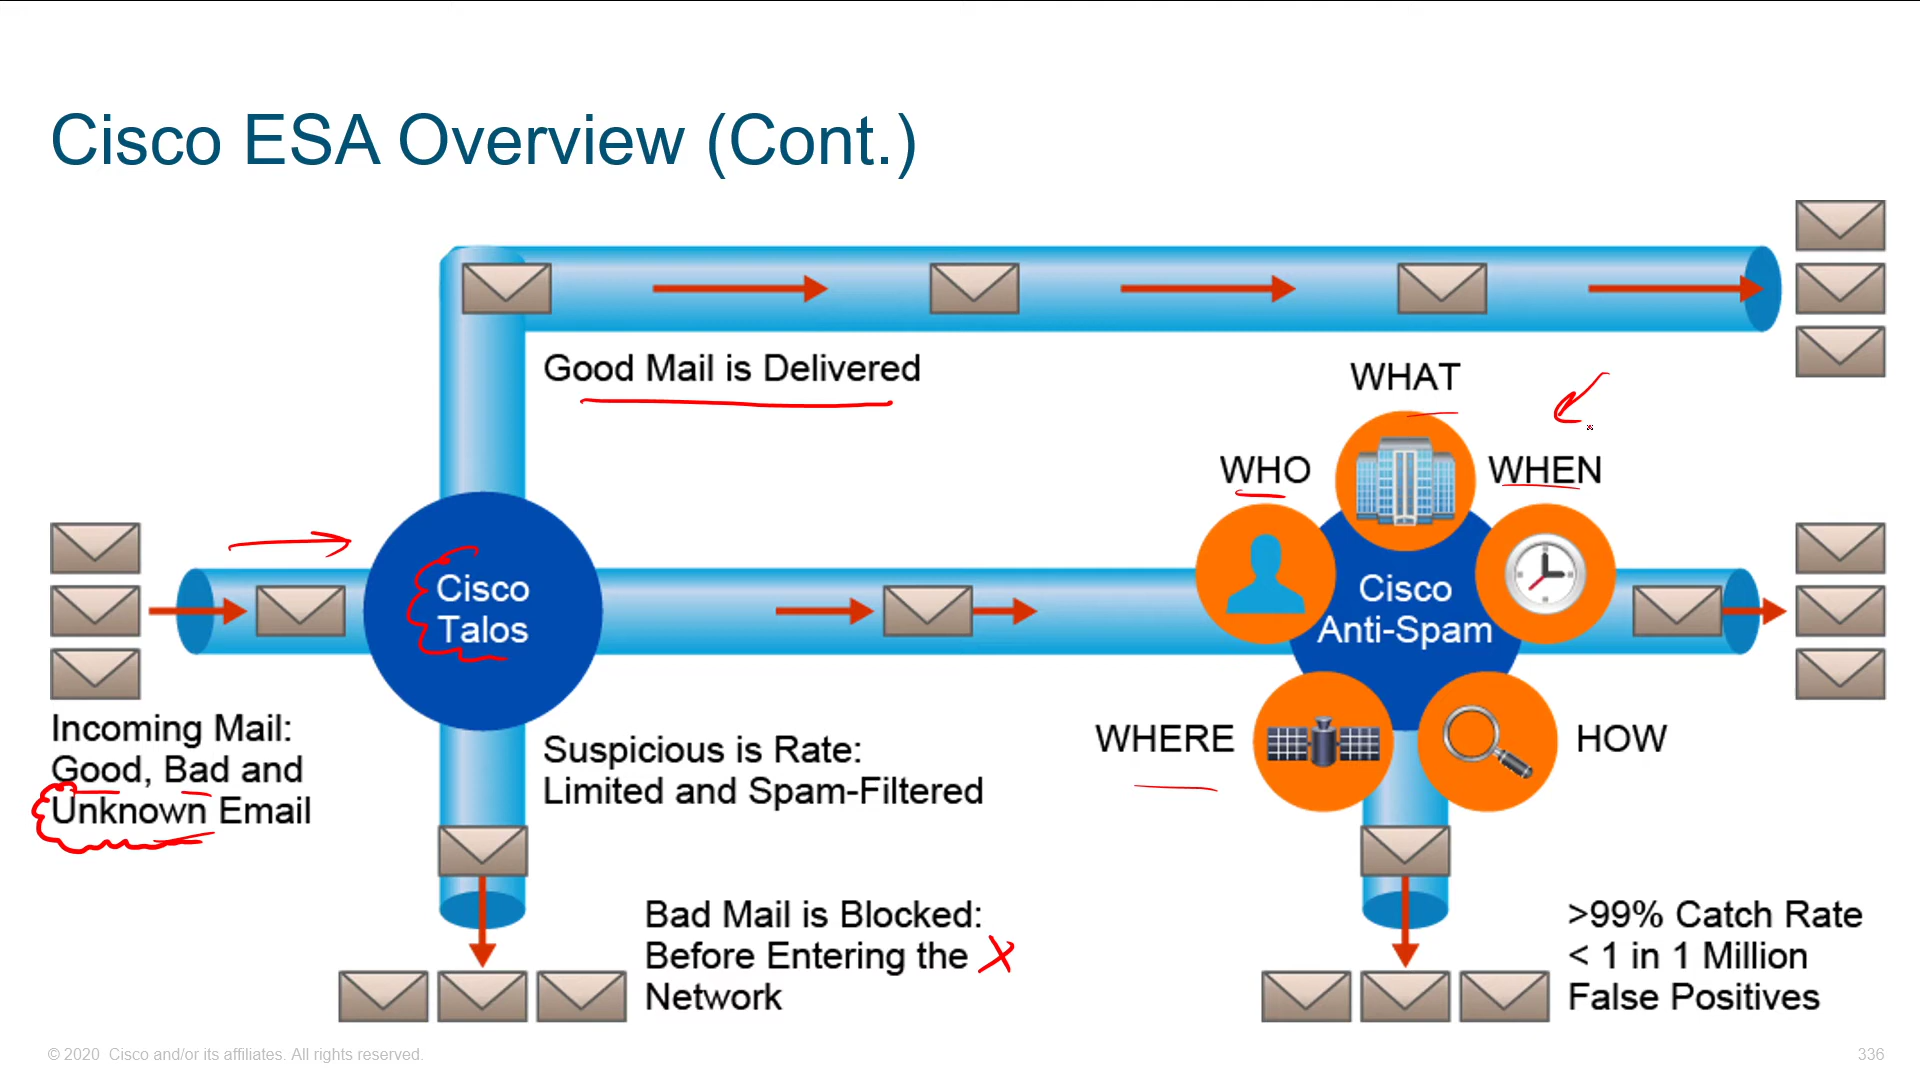 Cisco ESA Overview (Cont.)
Good Mail is Delivered
WHAT
WHO
WHEN
Cisco
Talos
Cisco
Anti-Spam
Incoming Mail:
Good, Bad and
Unknown Email
Suspicious is Rate:
Limited and Spam-Filtered
WHERE
HOW
Bad Mail is Blocked:
Before Entering the
Network
>99% Catch Rate
< 1 in 1 Million
False Positives
© 2020 Cisco and/or its affiliates. All rights reserved.
336